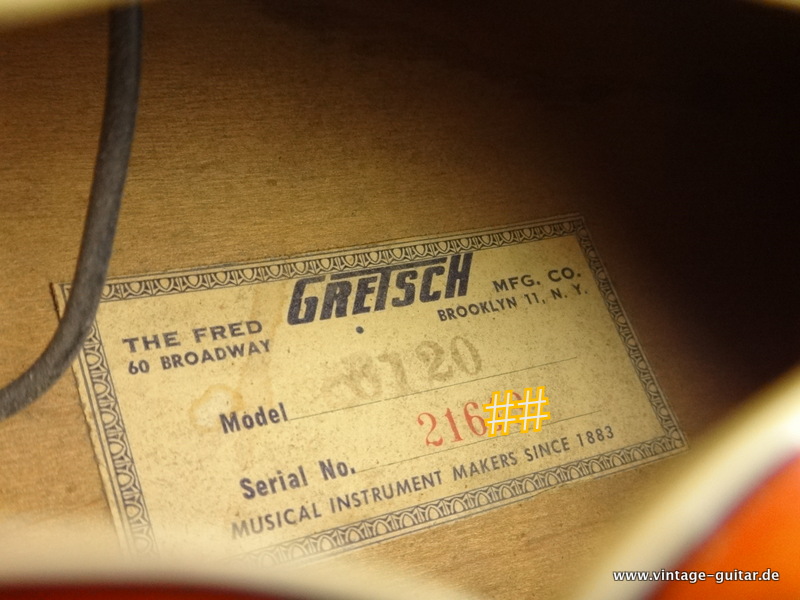 GRETSCH
THE FRED MFG. CO.
60 BROADWAY BROOKLYN 11, N. Y.
Model 6120
Serial No. 216##
MUSICAL INSTRUMENT MAKERS SINCE 1883
www.vintage-guitar.de